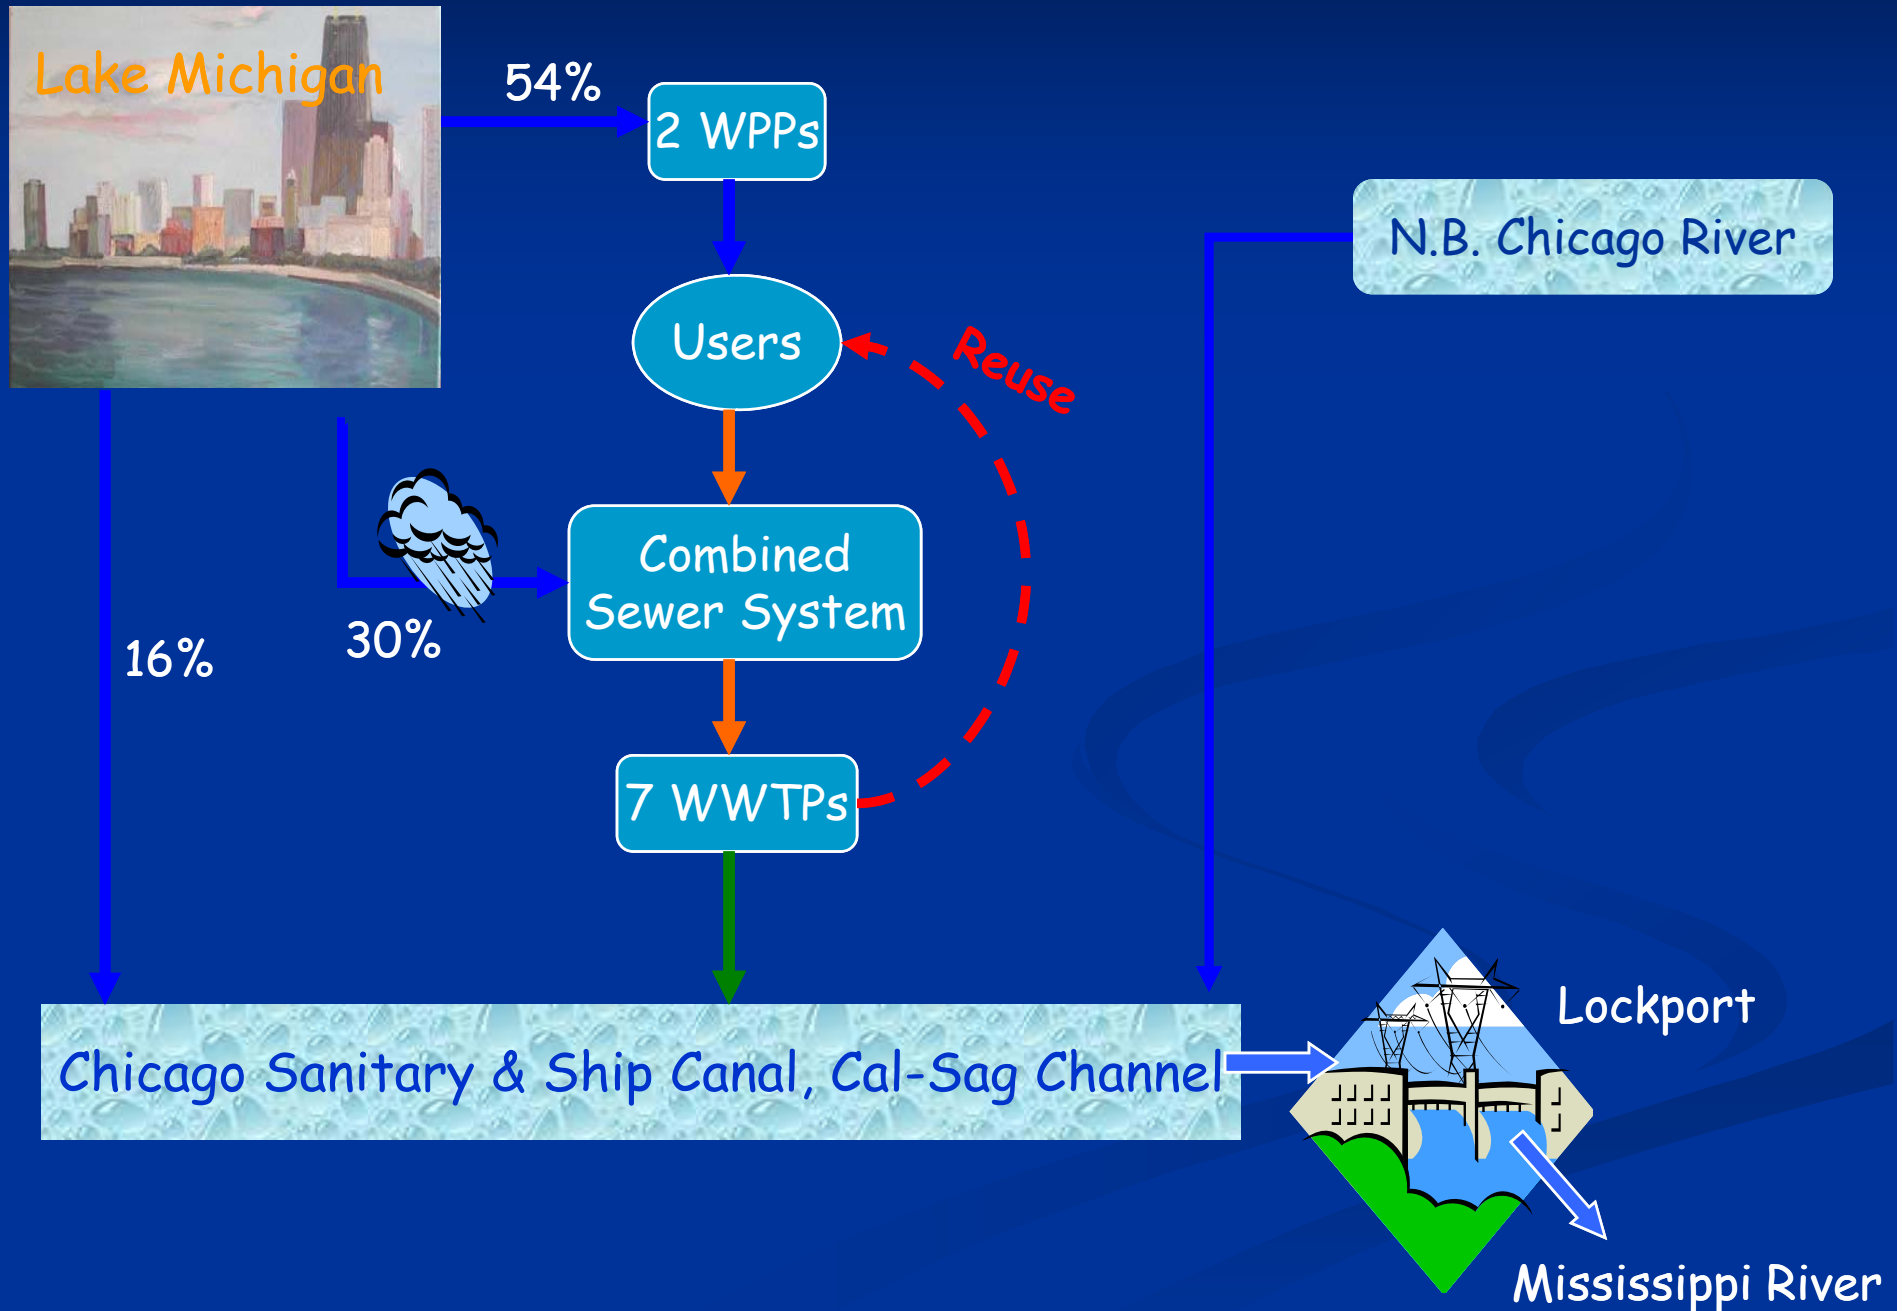 Lake Michigan
54%
2 WPPs
N.B. Chicago River
Users
Reuse
Combined
Sewer System
30%
16%
7 WWTPs
Lockport
Chicago Sanitary & Ship Canal, Cal-Sag Channel
Mississippi River